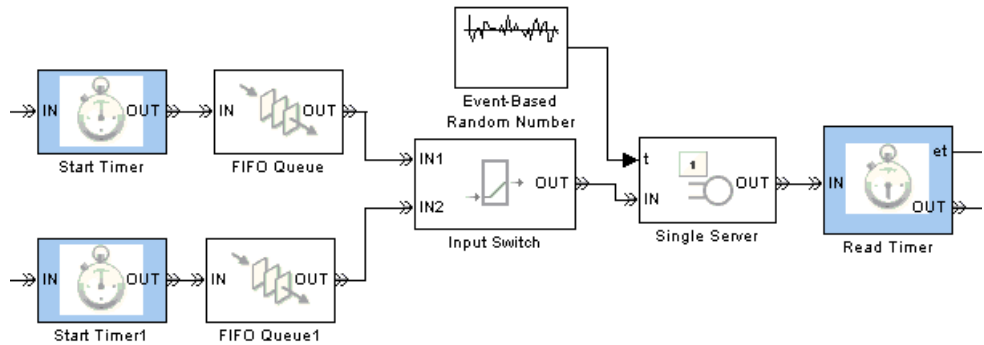 IN OUT
Start Timer
IN OUT
FIFO Queue
Event-Based
Random Number
IN1
IN2
OUT
Input Switch
t
IN
1
OUT
Single Server
IN
et
OUT
Read Timer
IN OUT
Start Timer1
IN OUT
FIFO Queue1